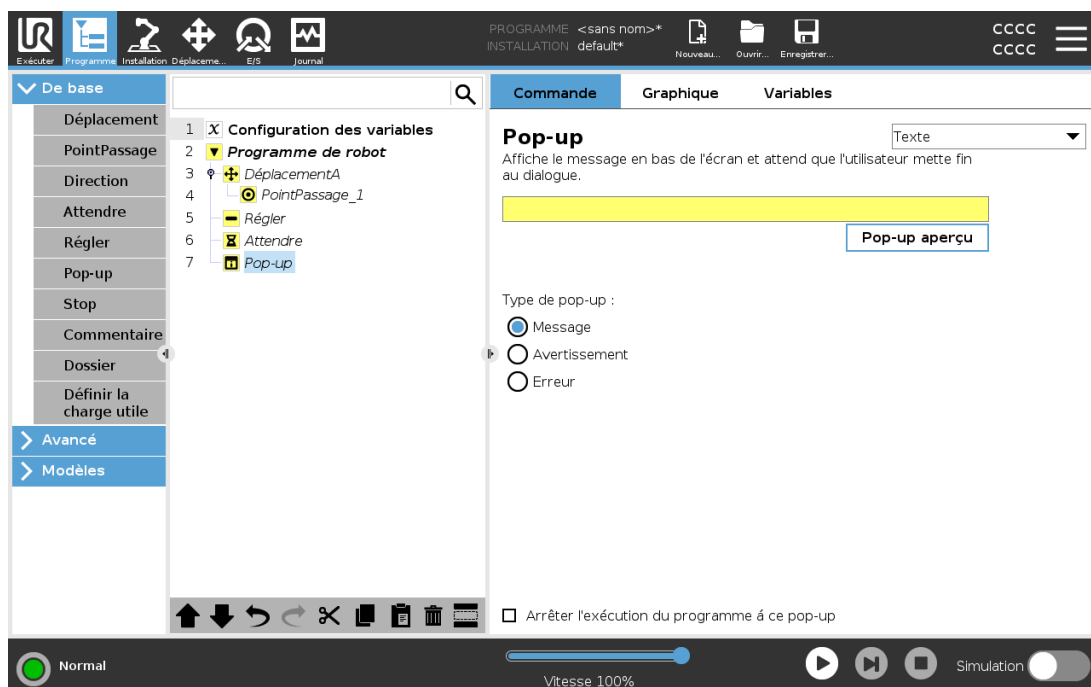 PROGRAMME <sans nom>*
INSTALLATION default*
CCCC
CCCC
Exécuter Programme Installation Déplaceme... E/S Journal Nouveau... Ouvrir... Enregistrer...
De base
Déplacement
PointPassage
Direction
Attendre
Régler
Pop-up
Stop
Commentaire
Dossier
Définir la
charge utile
Avancé
Modèles
1 X Configuration des variables
2 Programme de robot
3 DéplacementA
4 PointPassage_1
5 Régler
6 Attendre
7 Pop-up
Commande Graphique Variables
Pop-up
Texte
Affiche le message en bas de l'écran et attend que l'utilisateur mette fin
au dialogue.
Pop-up aperçu
Type de pop-up :
Message
Avertissement
Erreur
Arrêter l'exécution du programme á ce pop-up
Normal
Vitesse 100%
Simulation